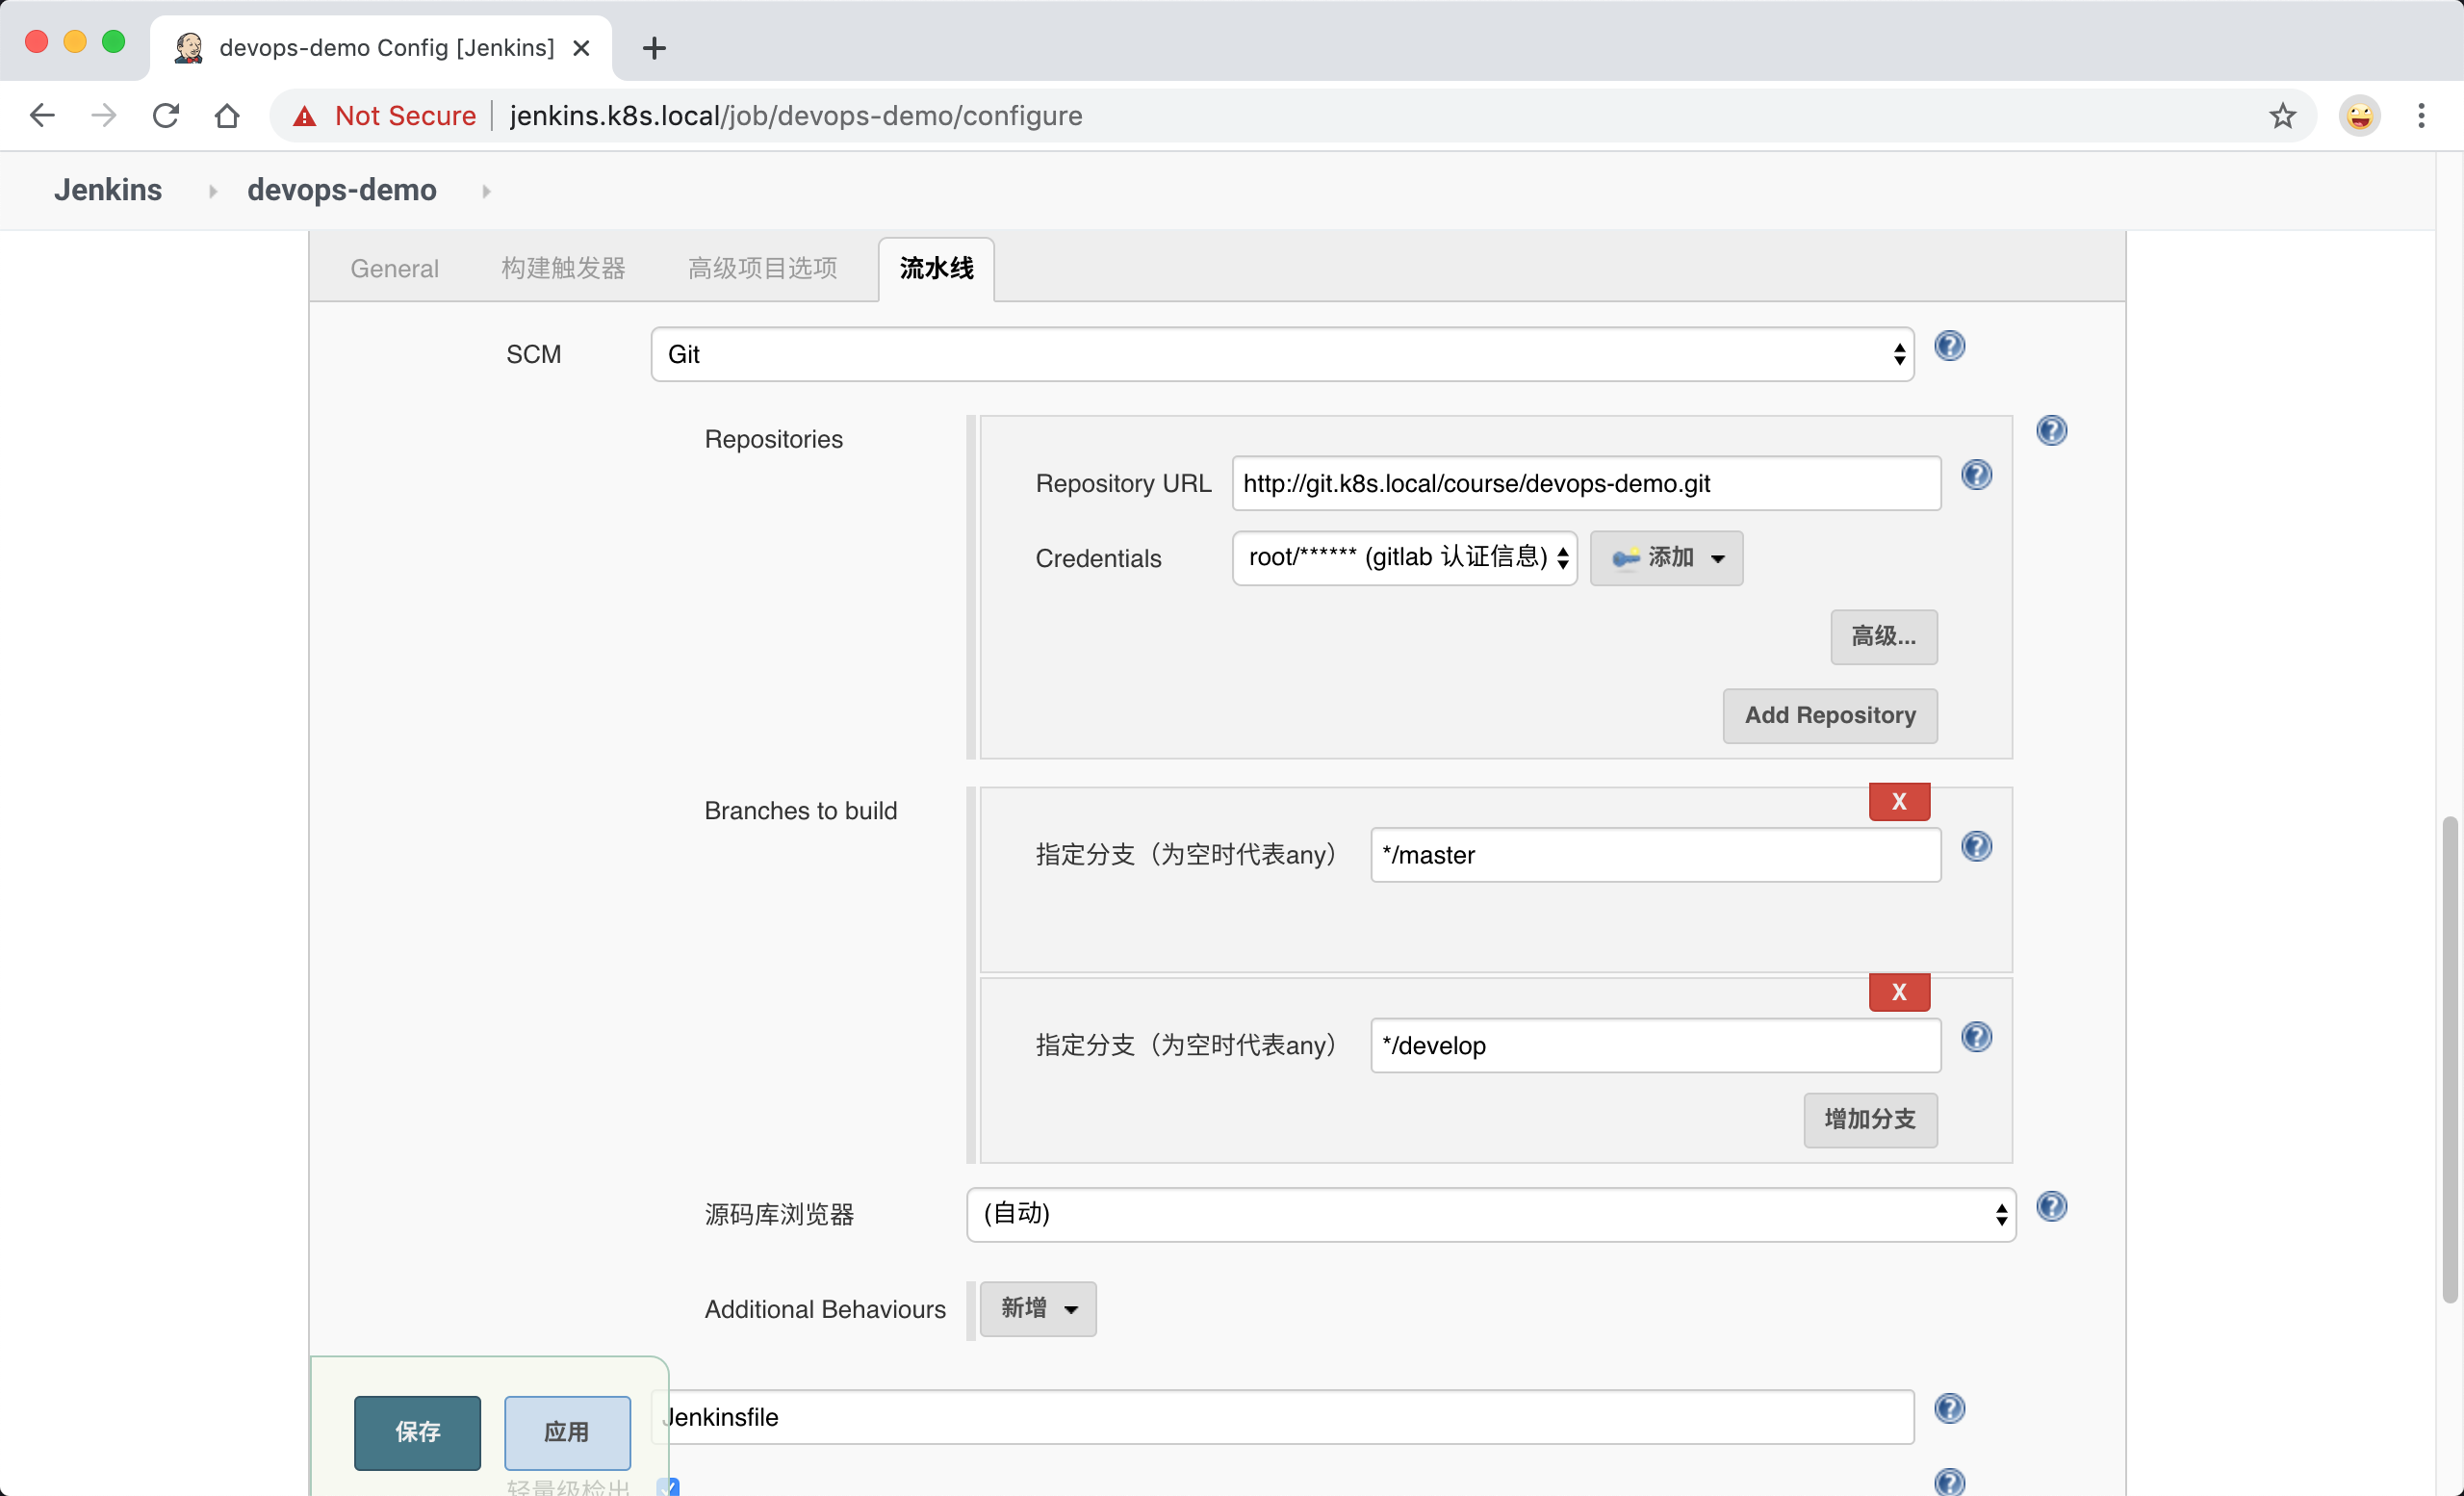 devops-demo Config [Jenkins]
Not Secure | jenkins.k8s.local/job/devops-demo/configure
Jenkins devops-demo
General 构建触发器 高级项目选项 流水线
SCM Git
Repositories
Repository URL http://git.k8s.local/course/devops-demo.git
Credentials root/****** (gitlab 认证信息) 添加
高级...
Add Repository
Branches to build X
指定分支（为空时代表any） */master
X
指定分支（为空时代表any） */develop
增加分支
源码库浏览器 (自动)
Additional Behaviours 新增
保存 应用 Jenkinsfile
轻量级检出